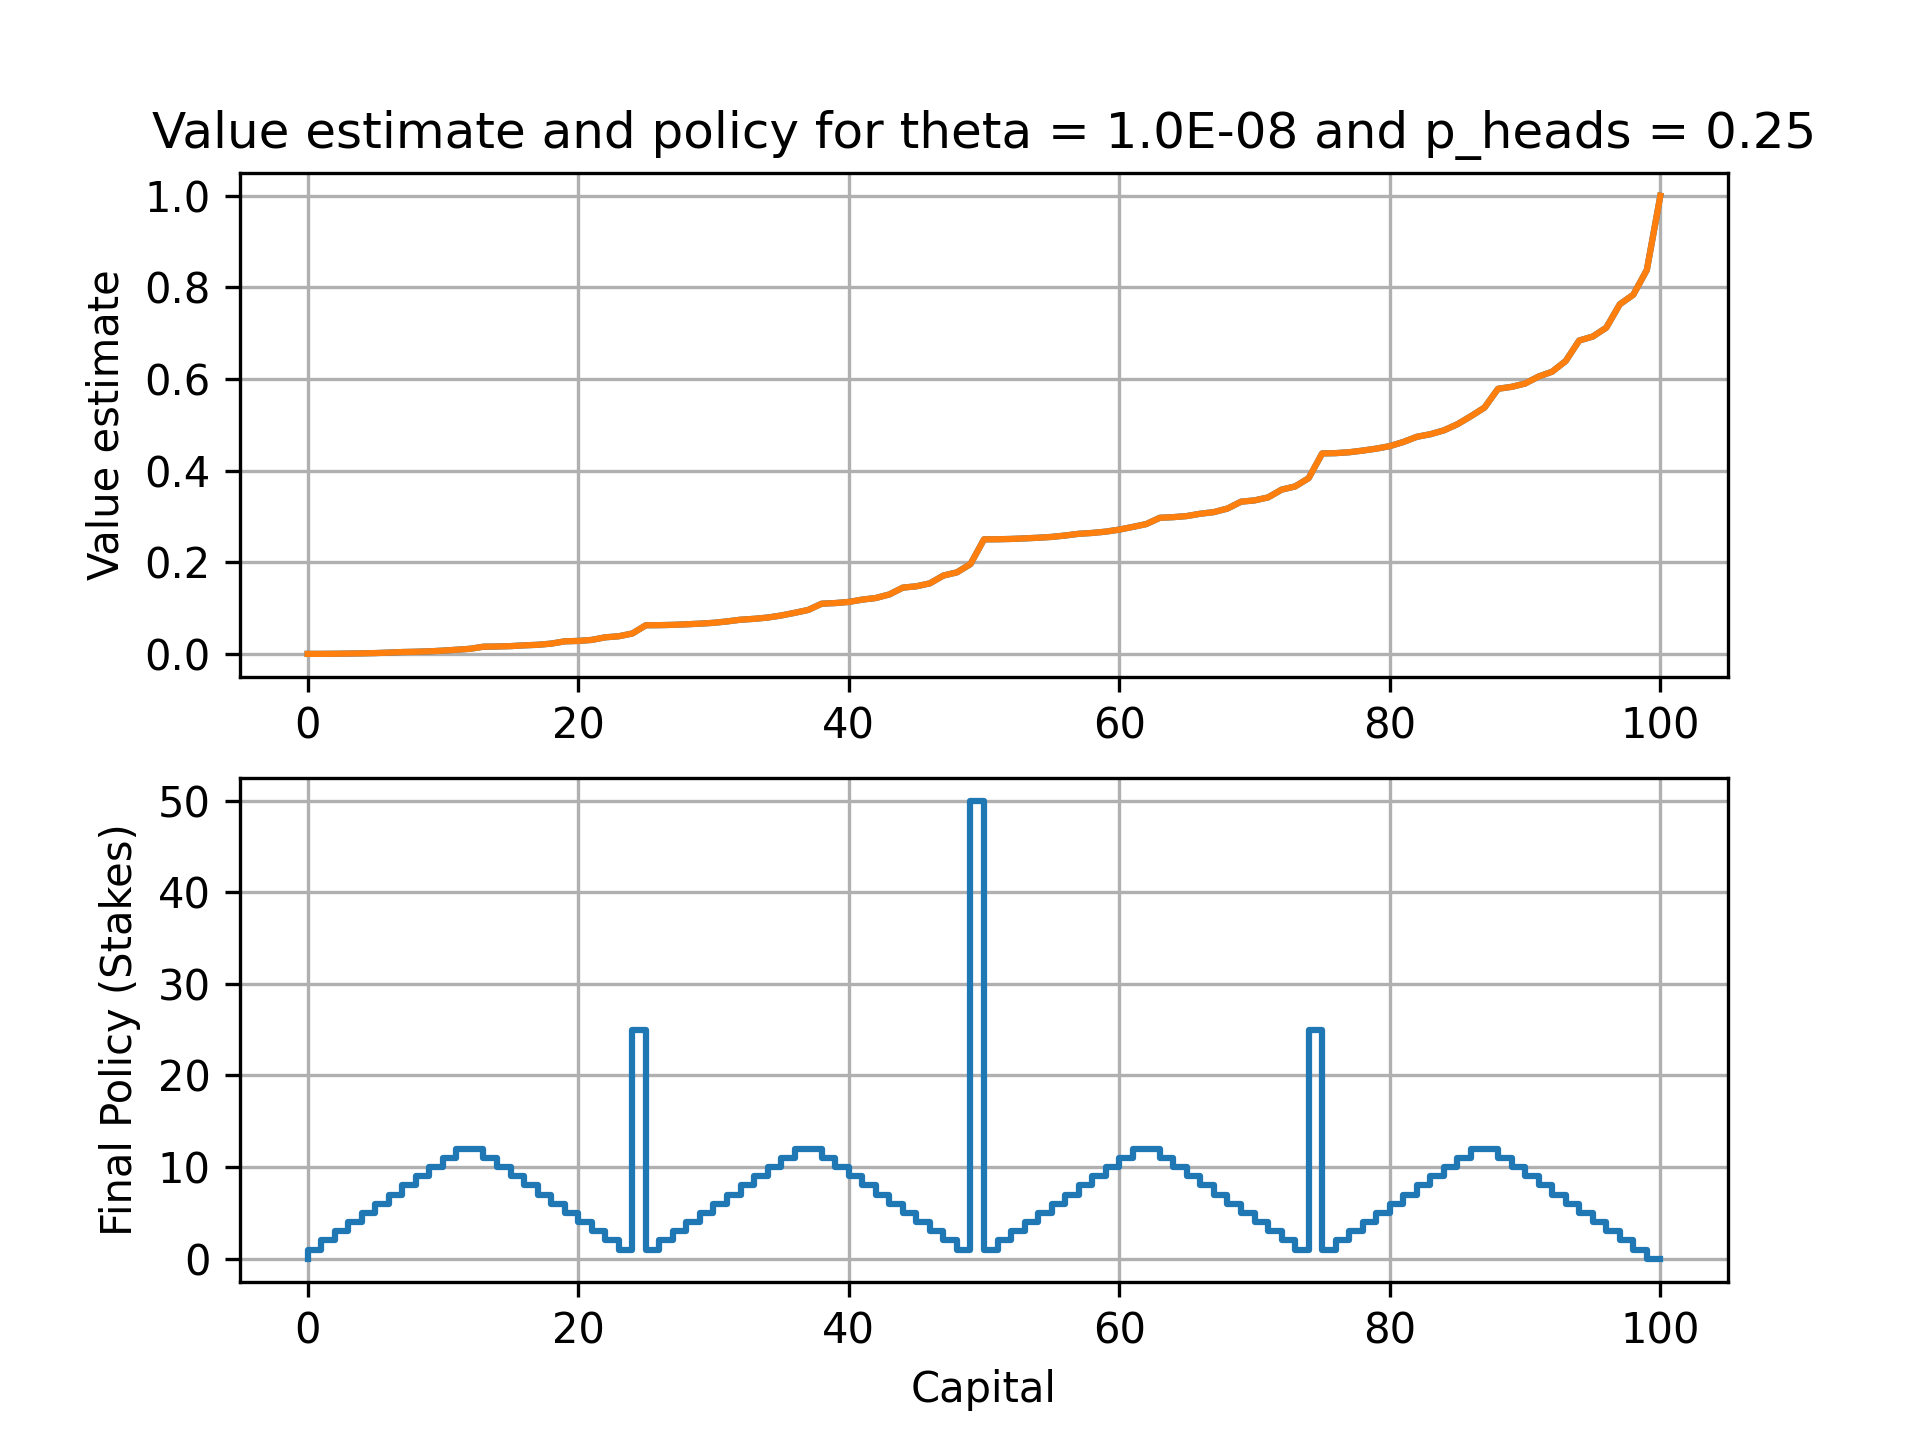 Value estimate and policy for theta = 1.0E-08 and p_heads = 0.25
Value estimate
1.0
0.8
0.6
0.4
0.2
0.0
0 20 40 60 80 100
Final Policy (Stakes)
50
40
30
20
10
0
0 20 40 60 80 100
Capital